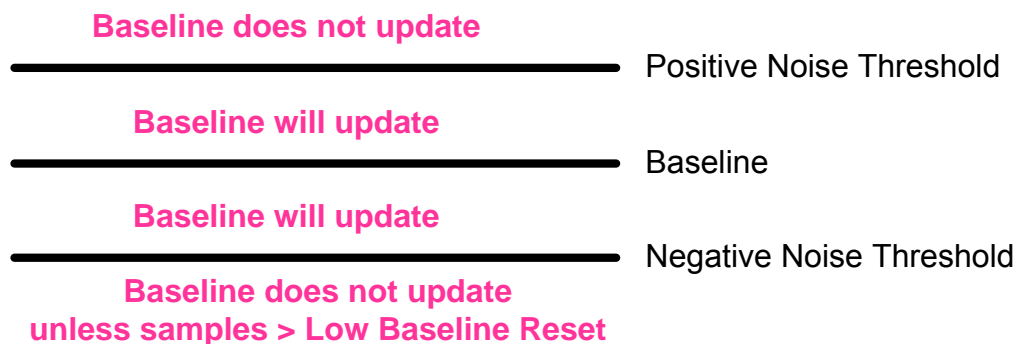 Baseline does not update
Positive Noise Threshold
Baseline will update
Baseline
Baseline will update
Negative Noise Threshold
Baseline does not update
unless samples > Low Baseline Reset